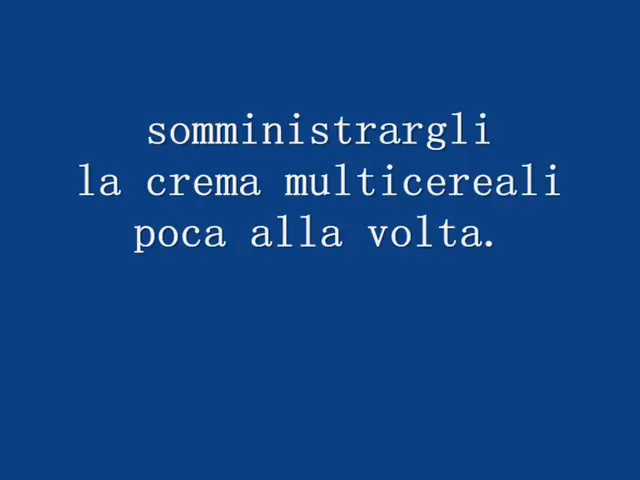 somministrargli
la crema multicereali
poca alla volta.